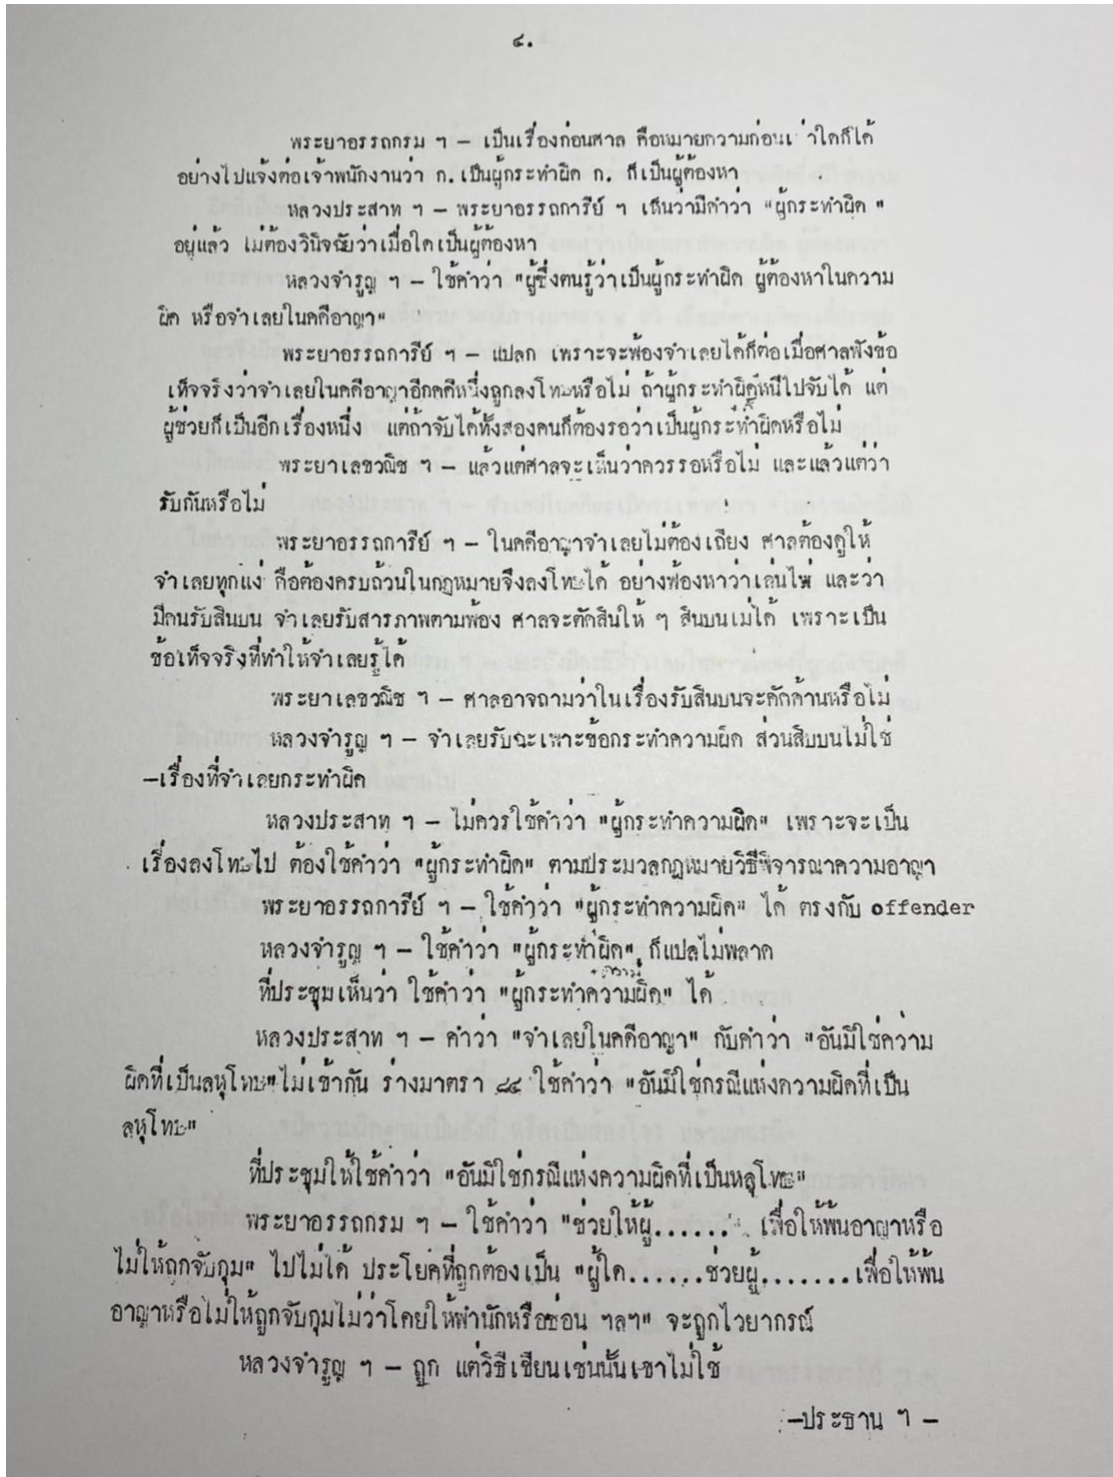 ๔.
พระยาอรรถกรม ฯ – เป็นเรื่องก่อนศาล คือหมายความก่อนเ่าใดก็ได้
อย่างไปแจ้งต่อเจ้าพนักงานว่า ก. เป็นผู้กระทำผิด ก. ก็เป็นผู้ต้องหา
หลวงประสาท ฯ – พระยาอรรถการีย์ ฯ เห็นว่ามีคำว่า "ผู้กระทำผิด"
อยู่แล้ว ไม่ต้องวินิจฉัยว่าเมื่อใดเป็นผู้ต้องหา
หลวงจำรูญ ฯ – ใช้คำว่า "ผู้ซึ่งตนรู้ว่าเป็นผู้กระทำผิด ผู้ต้องหาในความ
ผิด หรือจำเลยในคดีอาญา"
พระยาอรรถการีย์ ฯ – แปลก เพราะจะฟ้องจำเลยได้ก็ต่อเมื่อศาลฟังข้อ
เท็จจริงว่าจำเลยในคดีอาญาอีกคดีหนึ่งถูกลงโทษหรือไม่ ถ้าผู้กระทำผิดหนีไปจับได้ แต่
ผู้ช่วยก็เป็นอีกเรื่องหนึ่ง แต่ถ้าจับได้ทั้งสองคนก็ต้องรอว่าเป็นผู้กระทำผิดหรือไม่
พระยาเลขวณิช ฯ – แล้วแต่ศาลจะเห็นว่าควรรอหรือไม่ และแล้วแต่ว่า
รับกันหรือไม่
พระยาอรรถการีย์ ฯ – ในคดีอาญาจำเลยไม่ต้องเถียง ศาลต้องดูให้
จำเลยทุกแง่ คือต้องครบถ้วนในกฎหมายจึงลงโทษได้ อย่างฟ้องหาว่าเล่นไพ่ และว่า
มีคนรับสินบน จำเลยรับสารภาพตามฟ้อง ศาลจะตัดสินให้ ๆ สินบนเมได้ เพราะเป็น
ข้อเท็จจริงที่ทำให้จำเลยรู้ได้
พระยาเลขวณิช ฯ – ศาลอาจถามว่าในเรื่องรับสินบนจะคัดค้านหรือไม่
หลวงจำรูญ ฯ – จำเลยรับฉะเพาะข้อกระทำความผิด ส่วนสิบบนไม่ใช่
–เรื่องที่จำเลยกระทำผิด
หลวงประสาท ฯ – ไม่ควรใช้คำว่า "ผู้กระทำความผิด" เพราะจะเป็น
เรื่องลงโทษไป ต้องใช้คำว่า "ผู้กระทำผิด" ตามประมวลกฎหมายวิธีพิจารณาความอาญา
พระยาอรรถการีย์ ฯ – ใช้คำว่า "ผู้กระทำความผิด" ได้ ตรงกับ offender
หลวงจำรูญ ฯ – ใช้คำว่า "ผู้กระทำผิด" ก็แปลไม่พลาด
ที่ประชุมเห็นว่า ใช้คำว่า "ผู้กระทำความผิด" ได้
หลวงประสาท ฯ – คำว่า "จำเลยในคดีอาญา" กับคำว่า "อันมิใช่ความ
ผิดที่เป็นลหุโทษ" ไม่เข้ากัน ร่างมาตรา ๘๔ ใช้คำว่า "อันมิใช่กรณีแห่งความผิดที่เป็น
ลหุโทษ"
ที่ประชุมให้ใช้คำว่า "อันมิใช่กรณีแห่งความผิดที่เป็นหลุโทษ"
พระยาอรรถกรม ฯ – ใช้คำว่า "ช่วยให้ผู้...... เพื่อให้พ้นอาญาหรือ
ไม่ให้ถูกจับกุม" ไปไม่ได้ ประโยคที่ถูกต้องเป็น "ผู้ใด......ช่วยผู้.......เพื่อให้พ้น
อาญาหรือไม่ให้ถูกจับกุมไม่ว่าโดยให้พำนักหรือซ่อน ฯลฯ" จะถูกไวยากรณ์
หลวงจำรูญ ฯ – ถูก แต่วิธีเขียนเช่นนั้นเขาไม่ใช้
–ประธาน ฯ –